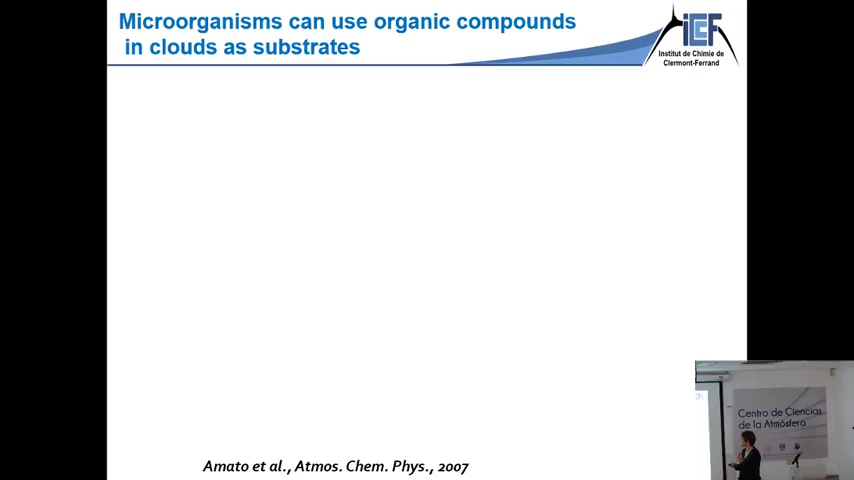 Microorganisms can use organic compounds
in clouds as substrates
iCCF
Institut de Chimie de
Clermont-Ferrand
Centro de Ciencias
de la Atmósfera
Amato et al., Atmos. Chem. Phys., 2007